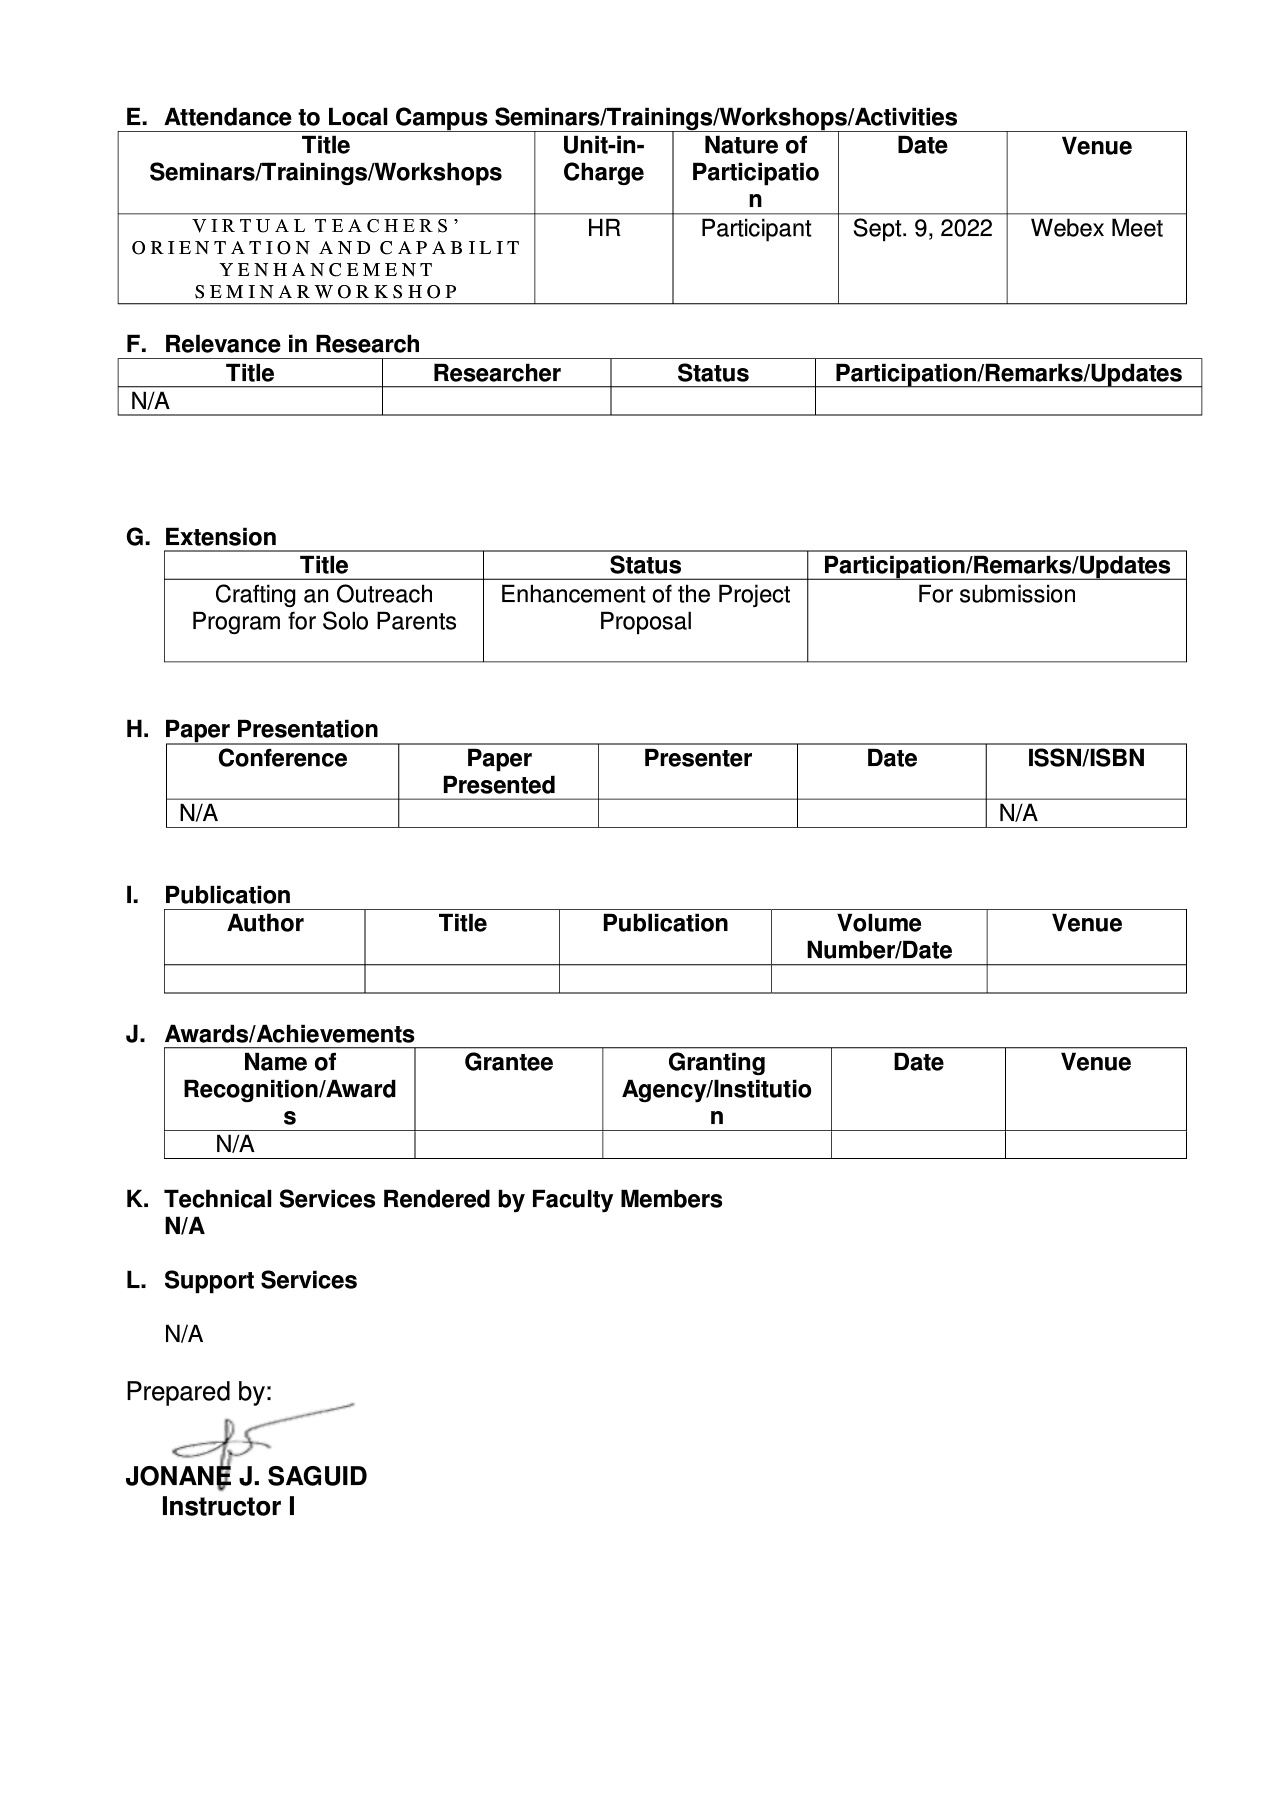 E. Attendance to Local Campus Seminars/Trainings/Workshops/Activities
Title Seminars/Trainings/Workshops Unit-in-Charge Nature of Participation Date Venue
VIRTUAL TEACHERS’ HR Participant Sept. 9, 2022 Webex Meet
ORIENTATION AND CAPABILIT
YENHANCEMENT
SEMINARWORKSHOP
F. Relevance in Research
Title Researcher Status Participation/Remarks/Updates
N/A
G. Extension
Title Status Participation/Remarks/Updates
Crafting an Outreach Enhancement of the Project For submission
Program for Solo Parents Proposal
H. Paper Presentation
Conference Paper Presented Presenter Date ISSN/ISBN
N/A N/A
I. Publication
Author Title Publication Volume Number/Date Venue
J. Awards/Achievements
Name of Recognition/Awards Grantee Granting Agency/Institution Date Venue
N/A
K. Technical Services Rendered by Faculty Members
N/A
L. Support Services
N/A
Prepared by:
JONANE J. SAGUID
Instructor I